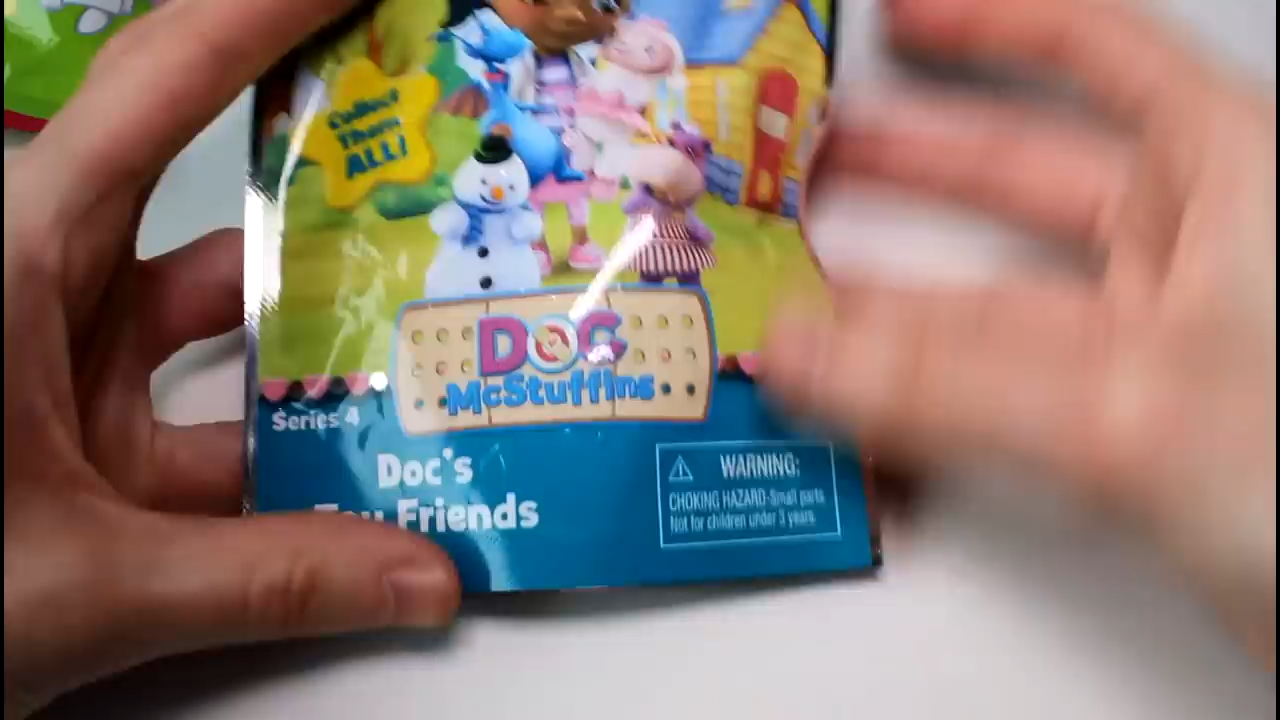 Collect
Them
ALL!
DOC
McStuffins
Series 4
Doc's
Toy Friends
WARNING:
CHOKING HAZARD-Small parts
Not for children under 3 years.